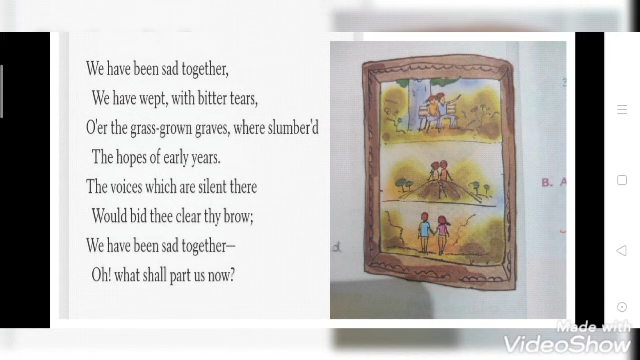 We have been sad together,
We have wept, with bitter tears,
O'er the grass-grown graves, where slumber'd
The hopes of early years.
The voices which are silent there
Would bid thee clear thy brow;
We have been sad together—
Oh! what shall part us now?
B. A
d
Made with
VideoShow